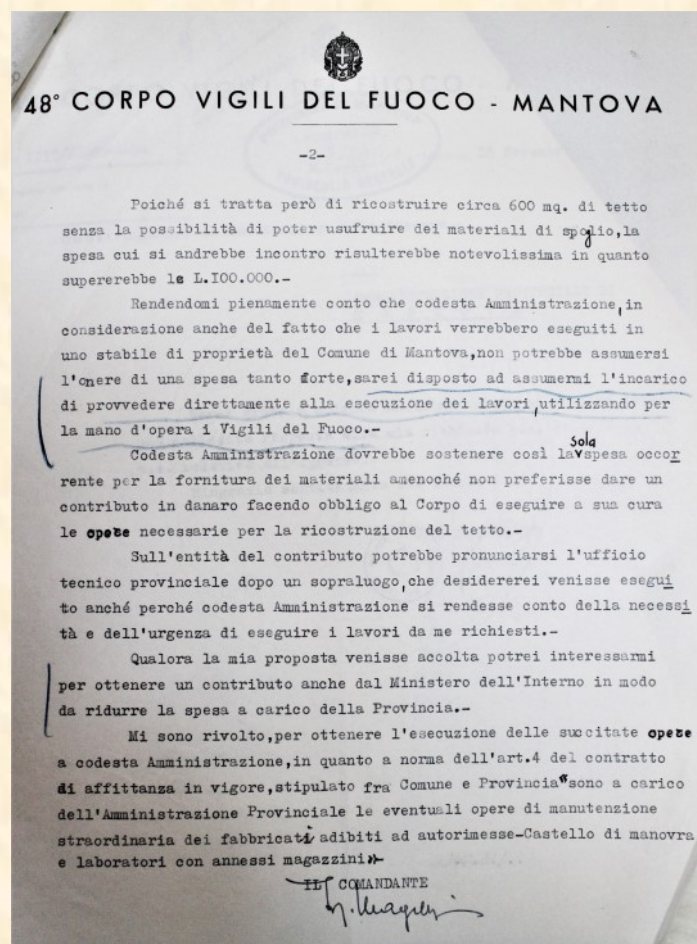 48° CORPO VIGILI DEL FUOCO - MANTOVA
-2-
Poiché si tratta però di ricostruire circa 600 mq. di tetto
senza la possibilità di poter usufruire dei materiali di spoglio,la
spesa cui si andrebbe incontro risulterebbe notevolissima in quanto
supererebbe le L.I00.000.-
Rendendomi pienamente conto che codesta Amministrazione,in
considerazione anche del fatto che i lavori verrebbero eseguiti in
uno stabile di proprietà del Comune di Mantova,non potrebbe assumersi
l'onere di una spesa tanto forte,sarei disposto ad assumermi l'incarico
di provvedere direttamente alla esecuzione dei lavori,utilizzando per
la mano d'opera i Vigili del Fuoco.-
Codesta Amministrazione dovrebbe sostenere così la sola spesa occor
rente per la fornitura dei materiali amenoché non preferisse dare un
contributo in danaro facendo obbligo al Corpo di eseguire a sua cura
le opere necessarie per la ricostruzione del tetto.-
Sull'entità del contributo potrebbe pronunciarsi l'ufficio
tecnico provinciale dopo un sopraluogo,che desidererei venisse esegui
to anché perché codesta Amministrazione si rendesse conto della necessi
tà e dell'urgenza di eseguire i lavori da me richiesti.-
Qualora la mia proposta venisse accolta potrei interessarmi
per ottenere un contributo anche dal Ministero dell'Interno in modo
da ridurre la spesa a carico della Provincia.-
Mi sono rivolto,per ottenere l'esecuzione delle succitate opere
a codesta Amministrazione,in quanto a norma dell'art.4 del contratto
di affittanza in vigore,stipulato fra Comune e Provincia "sono a carico
dell'Amministrazione Provinciale le eventuali opere di manutenzione
straordinaria dei fabbricati adibiti ad autorimesse-Castello di manovra
e laboratori con annessi magazzini"-
IL COMANDANTE